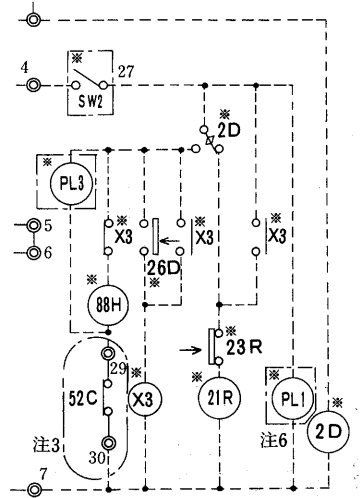 4
※
27
SW2
※
2D
※
PL3
5
6
※
X3
26D
※
※
X3
※
X3
※
88H
※
23R
29
52C
注3
30
※
X3
※
21R
※
PL1
注6
※
2D
7